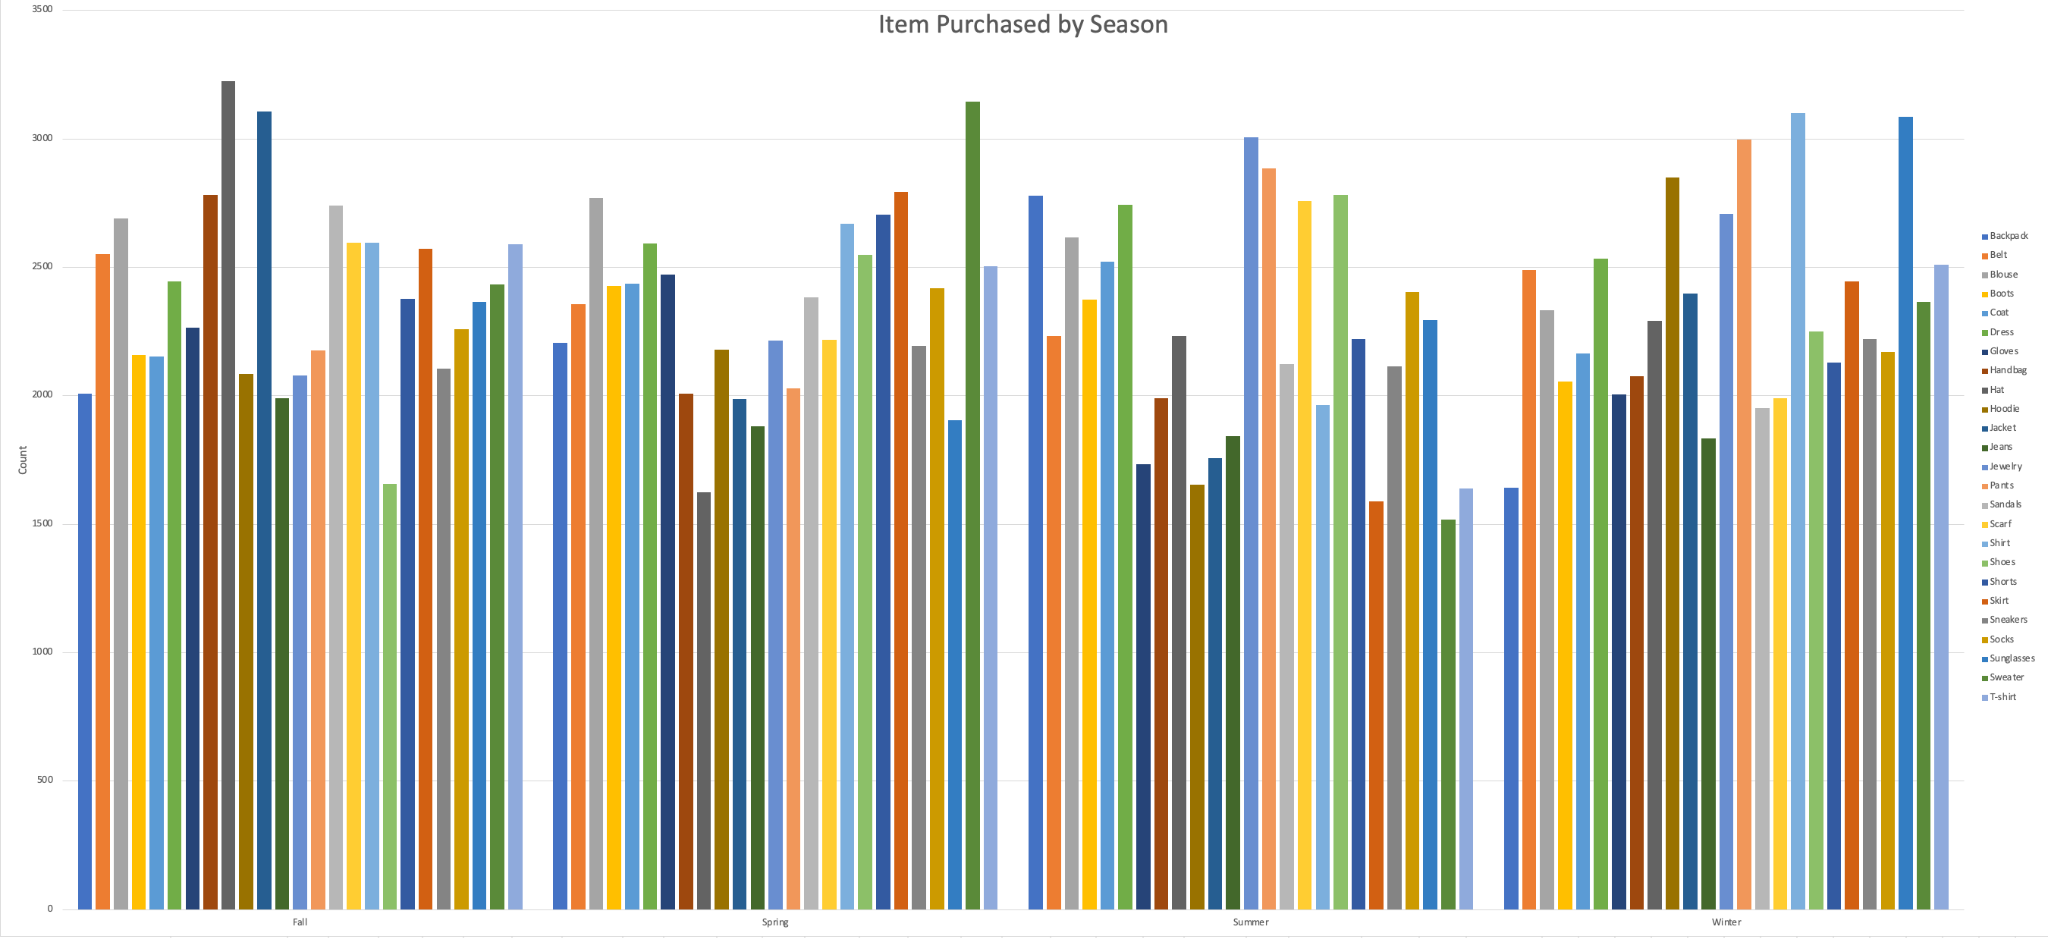 Item Purchased by Season
3500
3000
2500
2000
1500
1000
500
0
Count
Fall
Spring
Summer
Winter
Backpack
Belt
Blouse
Boots
Coat
Dress
Gloves
Handbag
Hat
Hoodie
Jacket
Jeans
Jewelry
Pants
Sandals
Scarf
Shirt
Shoes
Shorts
Skirt
Sneakers
Socks
Sunglasses
Sweater
T-shirt